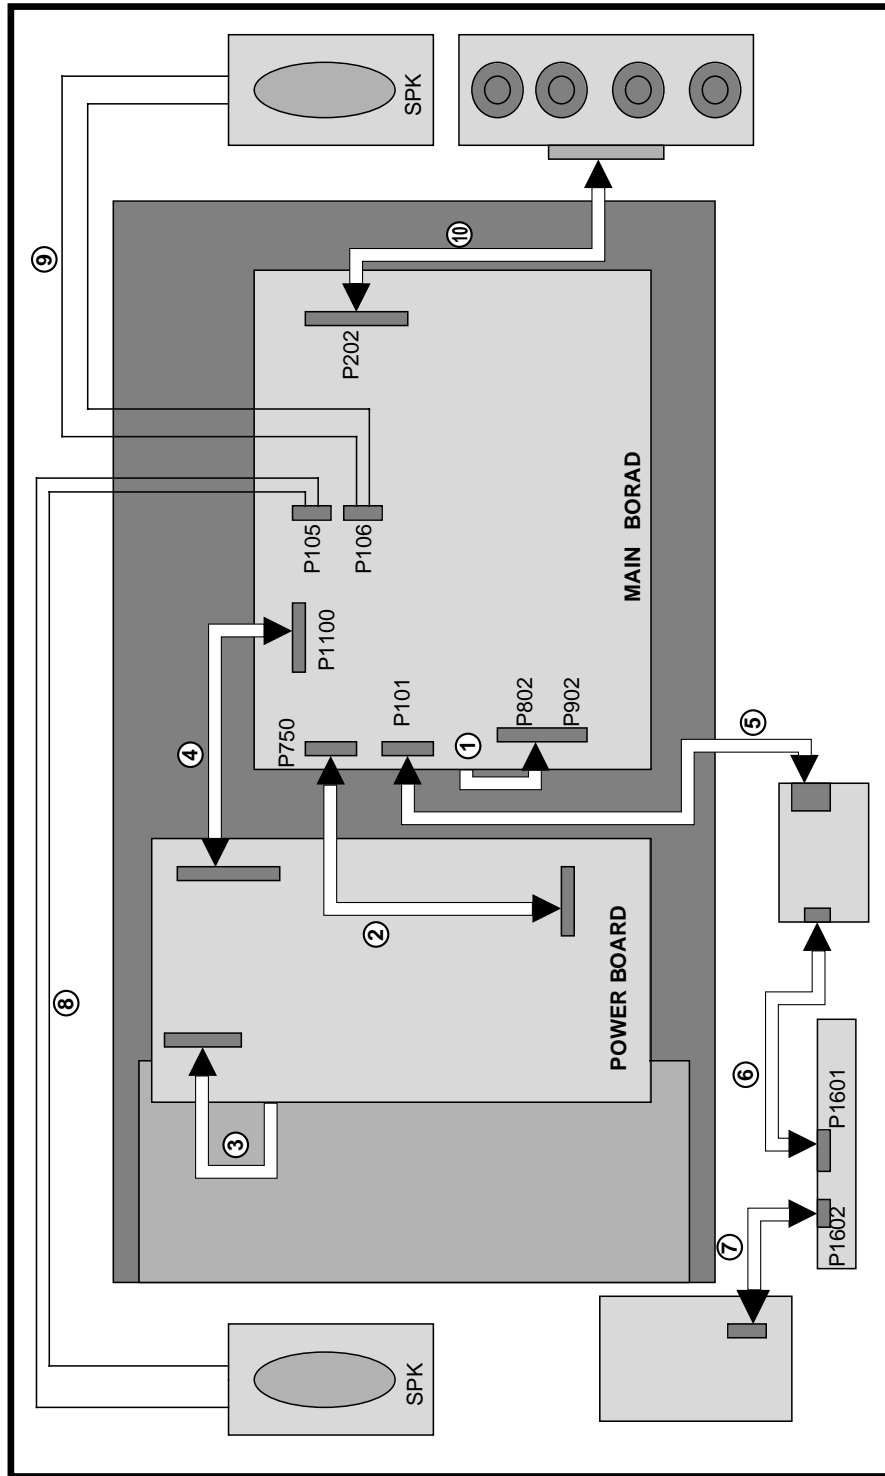 SPK
⑨
⑩
P202
P105
P106
MAIN BORAD
P1100
④
P750
P101
①
P802
P902
⑤
②
POWER BOARD
⑧
③
⑥
P1601
P1602
⑦
SPK